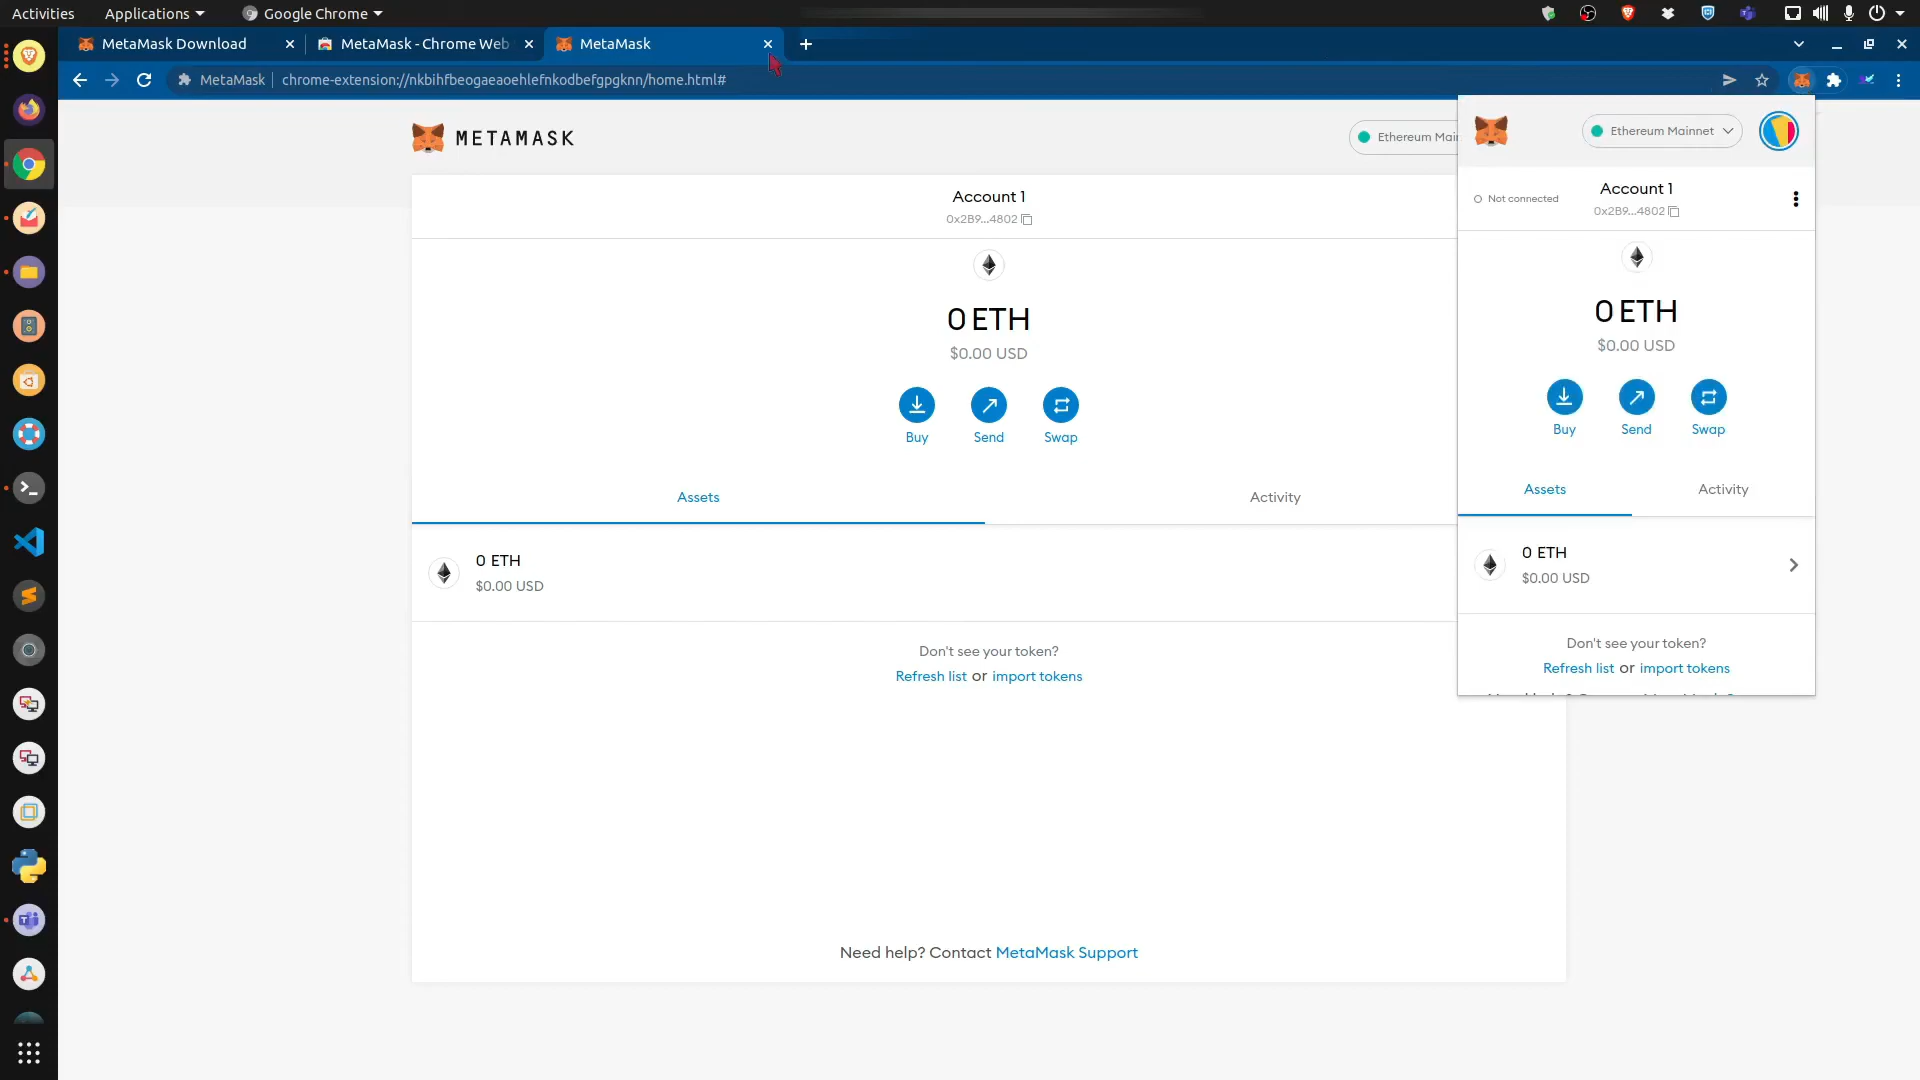 Activities Applications Google Chrome
MetaMask Download MetaMask - Chrome Web MetaMask
MetaMask chrome-extension://nkbihfbeogaeaoehlefnkodbefgpgknn/home.html#
METAMASK
Ethereum Mai
Account 1
0x2B9...4802
0 ETH
$0.00 USD
Buy Send Swap
Assets Activity
0 ETH
$0.00 USD
Don't see your token?
Refresh list or import tokens
Need help? Contact MetaMask Support
Ethereum Mainnet
Not connected
Account 1
0x2B9...4802
0 ETH
$0.00 USD
Buy Send Swap
Assets Activity
0 ETH
$0.00 USD
Don't see your token?
Refresh list or import tokens